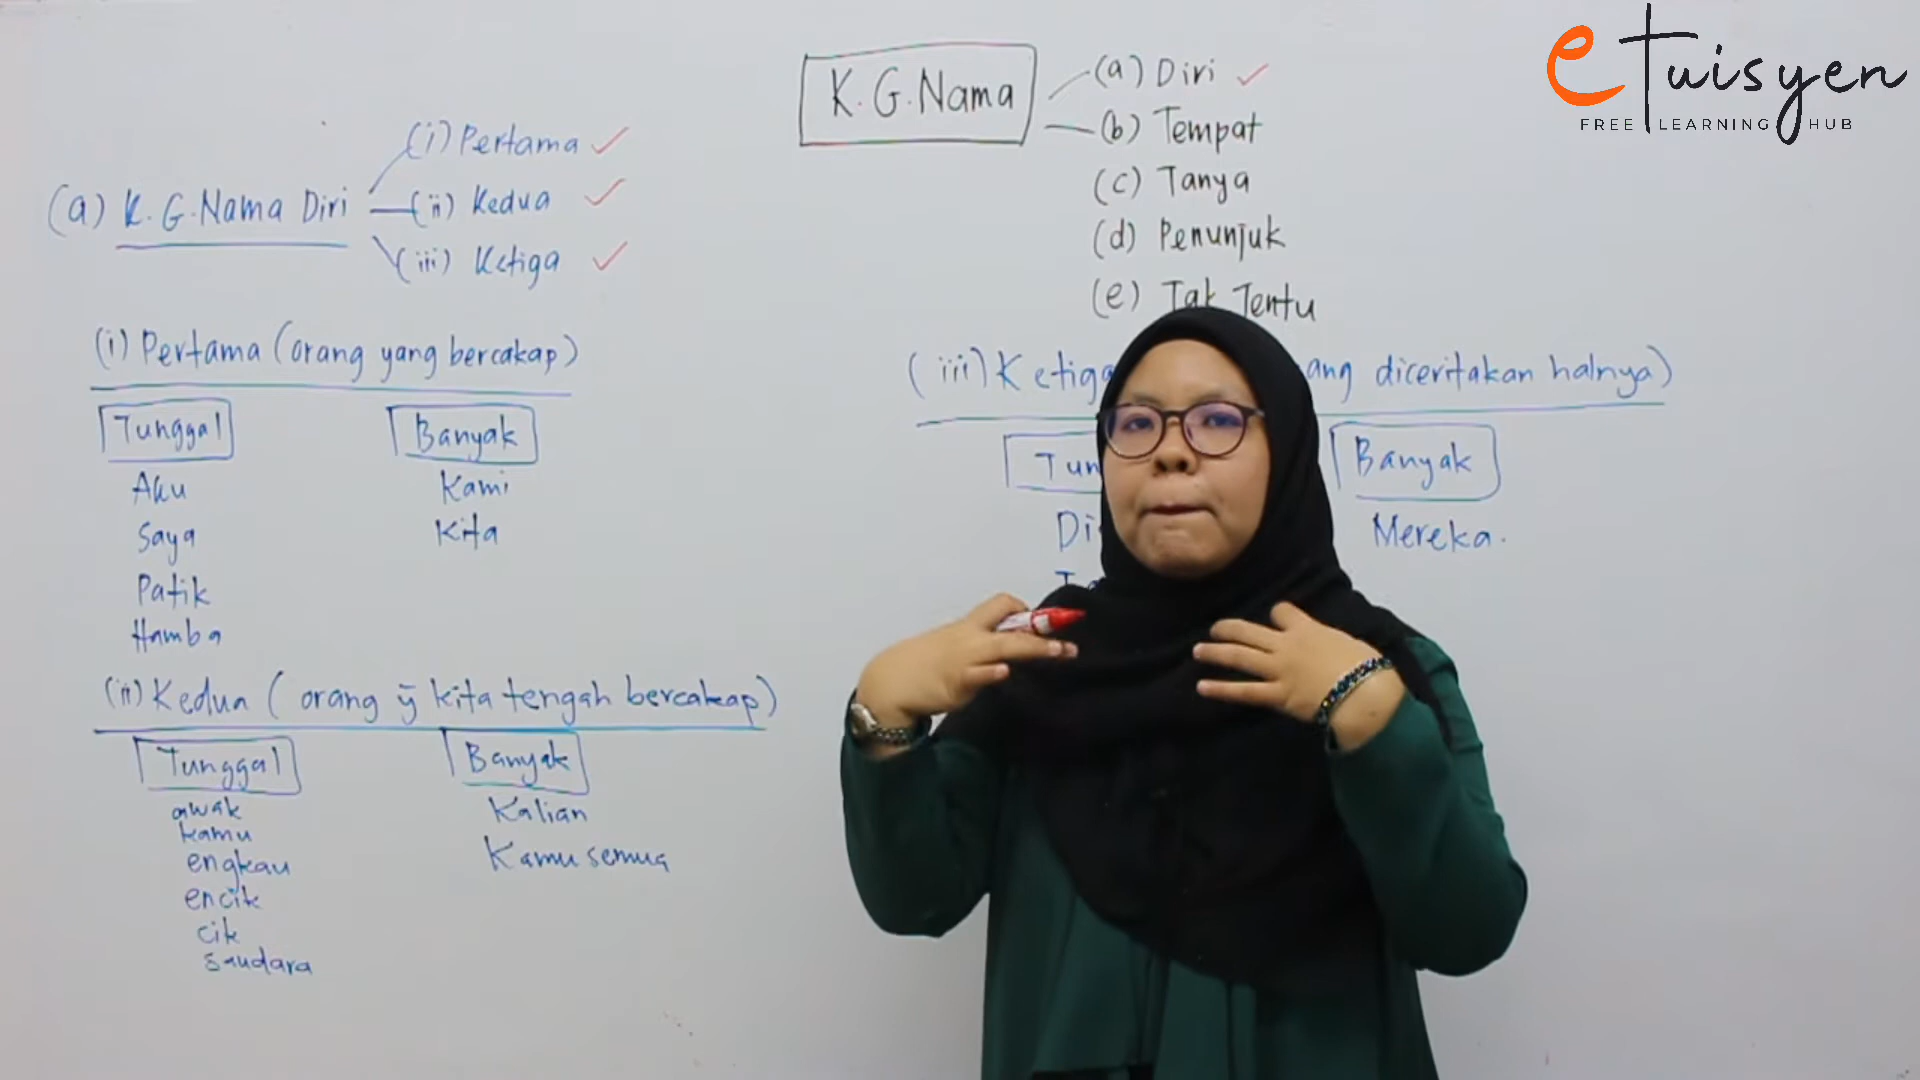 eTuisyen
FREE LEARNING HUB
K.G.Nama
(a) Diri
(b) Tempat
(c) Tanya
(d) Penunjuk
(e) Tak Tentu
(a) K.G.Nama Diri
(i) Pertama
(ii) Kedua
(iii) Ketiga
(i) Pertama (orang yang bercakap)
Tunggal
Aku
Saya
Patik
Hamba
Banyak
Kami
Kita
(ii) Kedua ( orang yg kita tengah bercakap)
Tunggal
awak
kamu
engkau
encik
cik
saudara
Banyak
Kalian
Kamu semua
(iii) Ketiga
diceritakan halnya)
Banyak
Mereka.